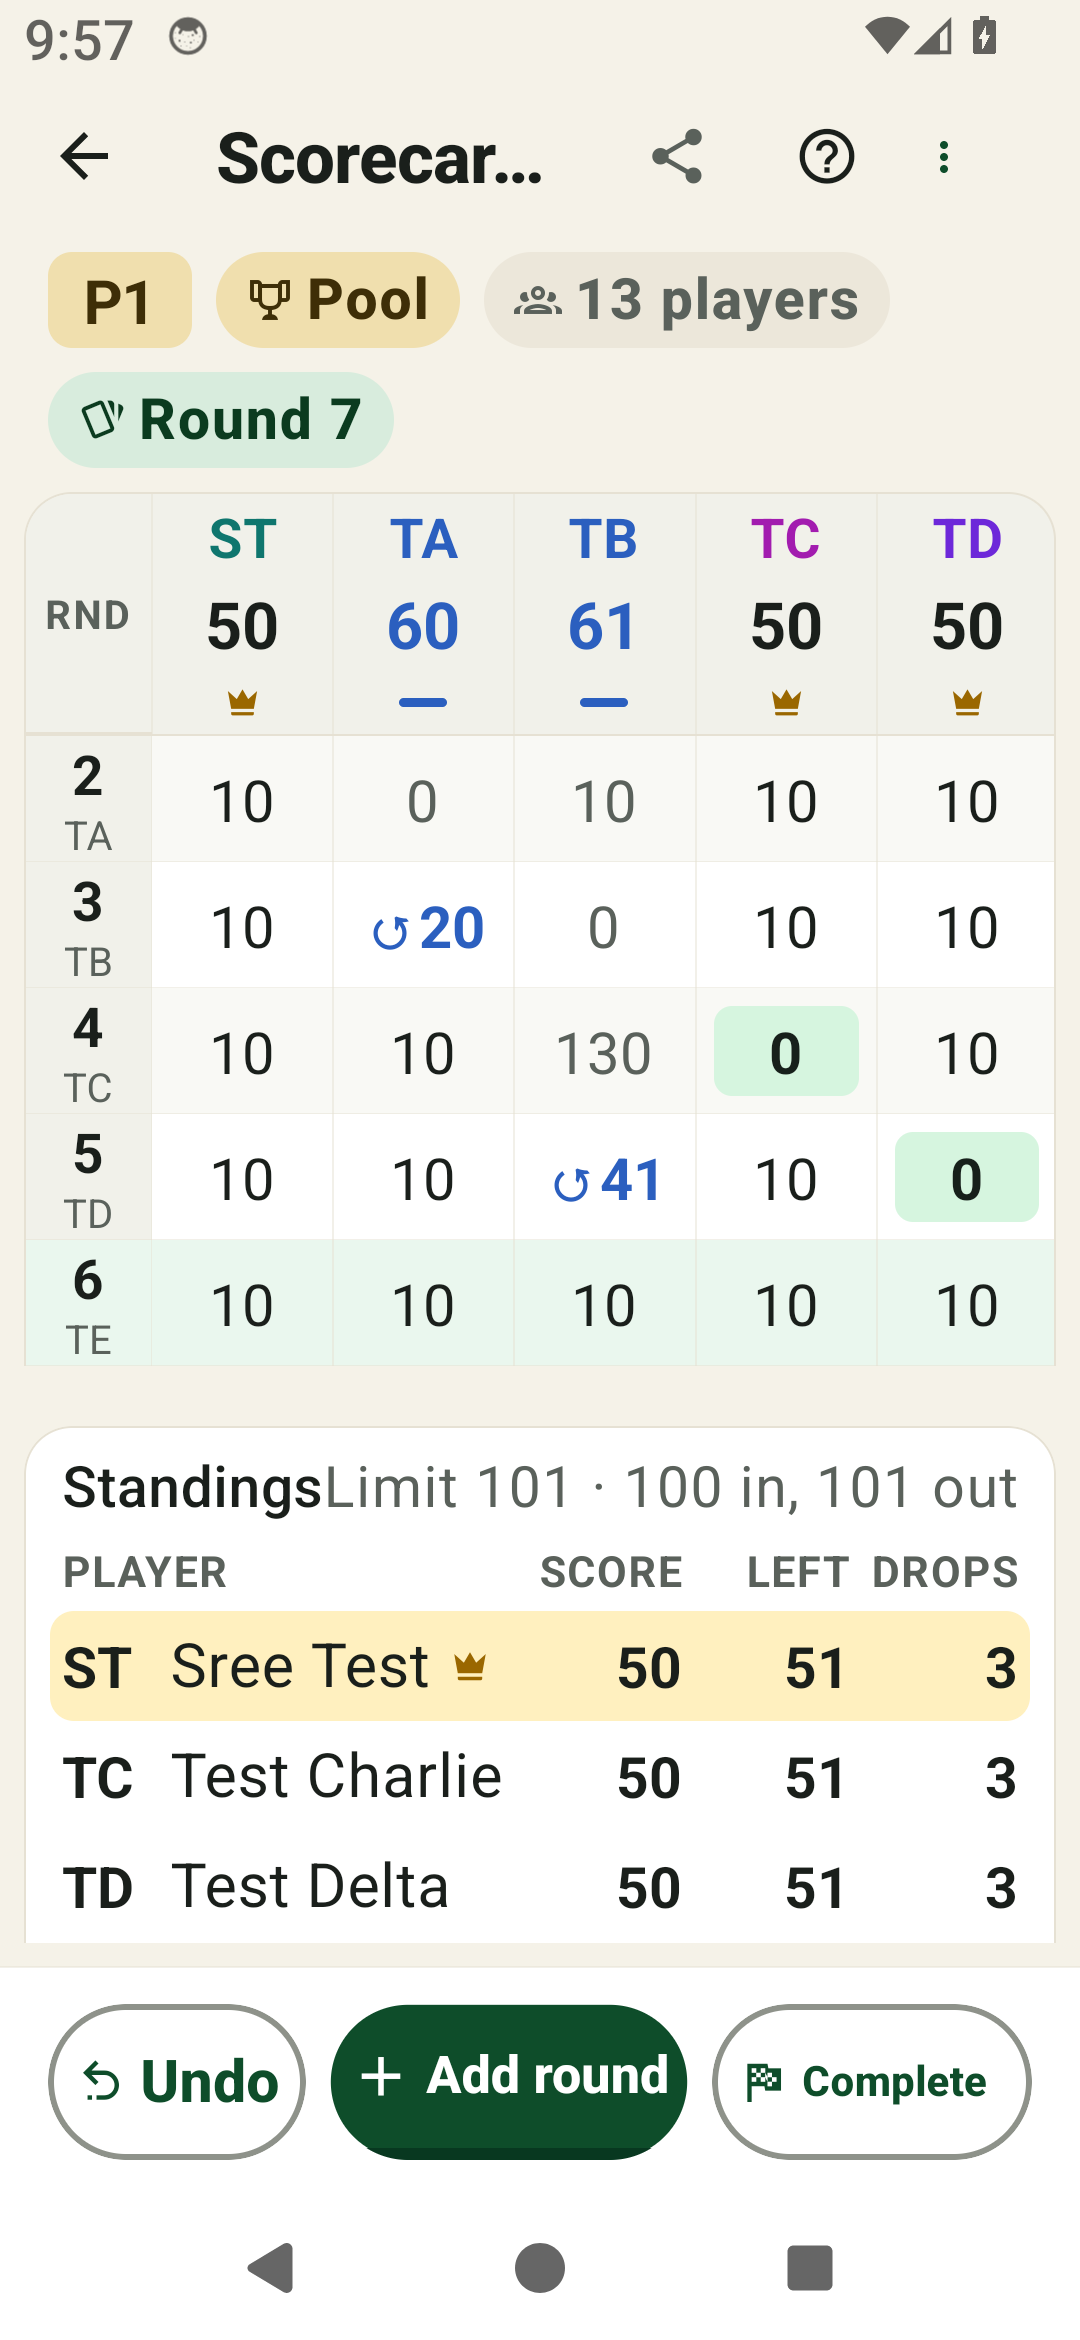 9:57
Scorecar...
P1 Pool 13 players
Round 7
RND ST TA TB TC TD
50 60 61 50 50
2 TA 10 0 10 10 10
3 TB 10 20 0 10 10
4 TC 10 10 130 0 10
5 TD 10 10 41 10 0
6 TE 10 10 10 10 10
Standings Limit 101 · 100 in, 101 out
PLAYER SCORE LEFT DROPS
ST Sree Test 50 51 3
TC Test Charlie 50 51 3
TD Test Delta 50 51 3
Undo Add round Complete